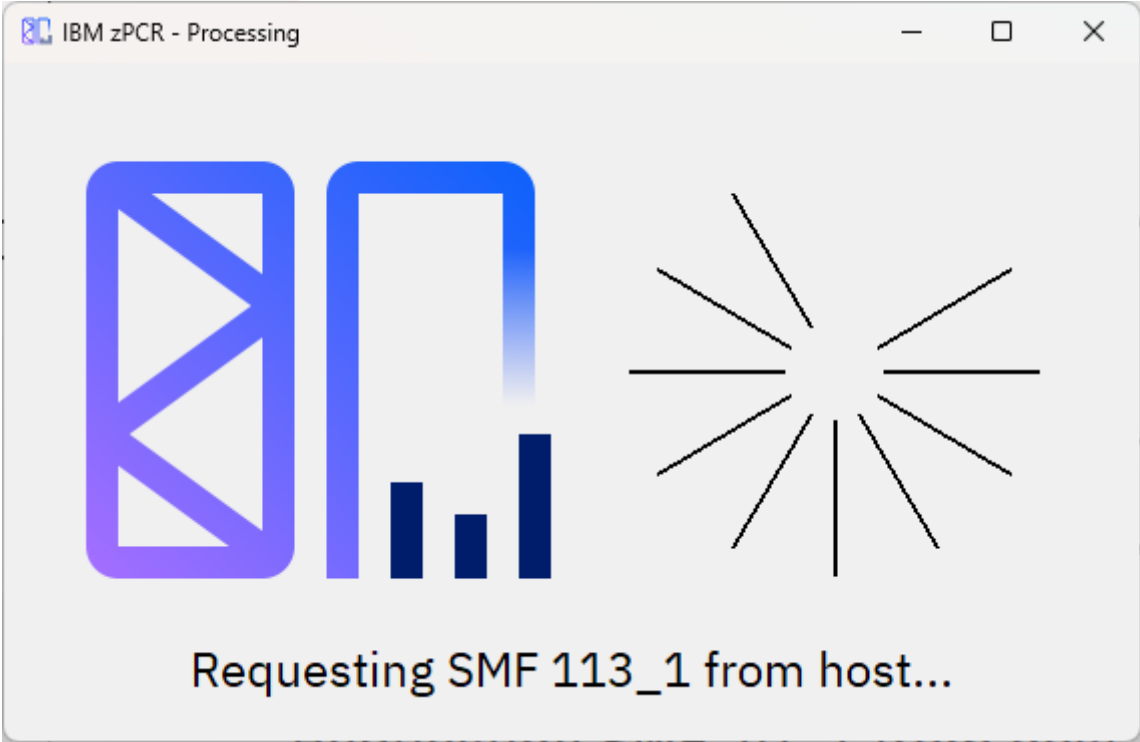 IBM zPCR - Processing
Requesting SMF 113_1 from host...